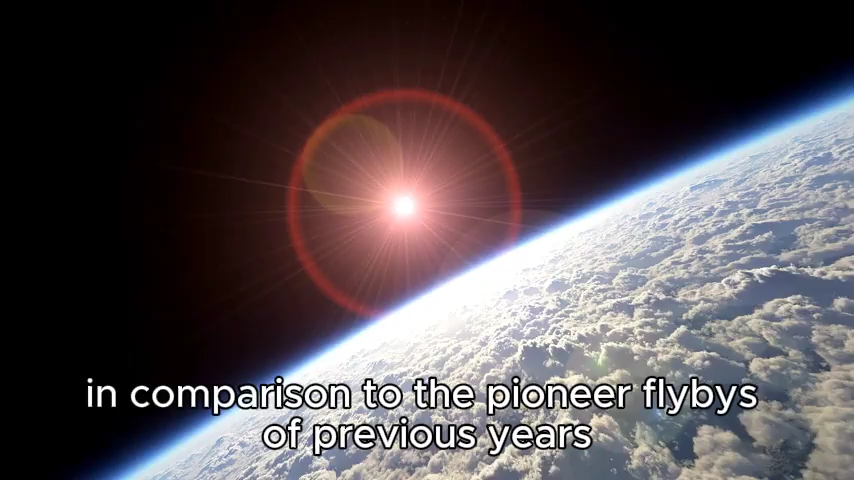 in comparison to the pioneer flybys
of previous years